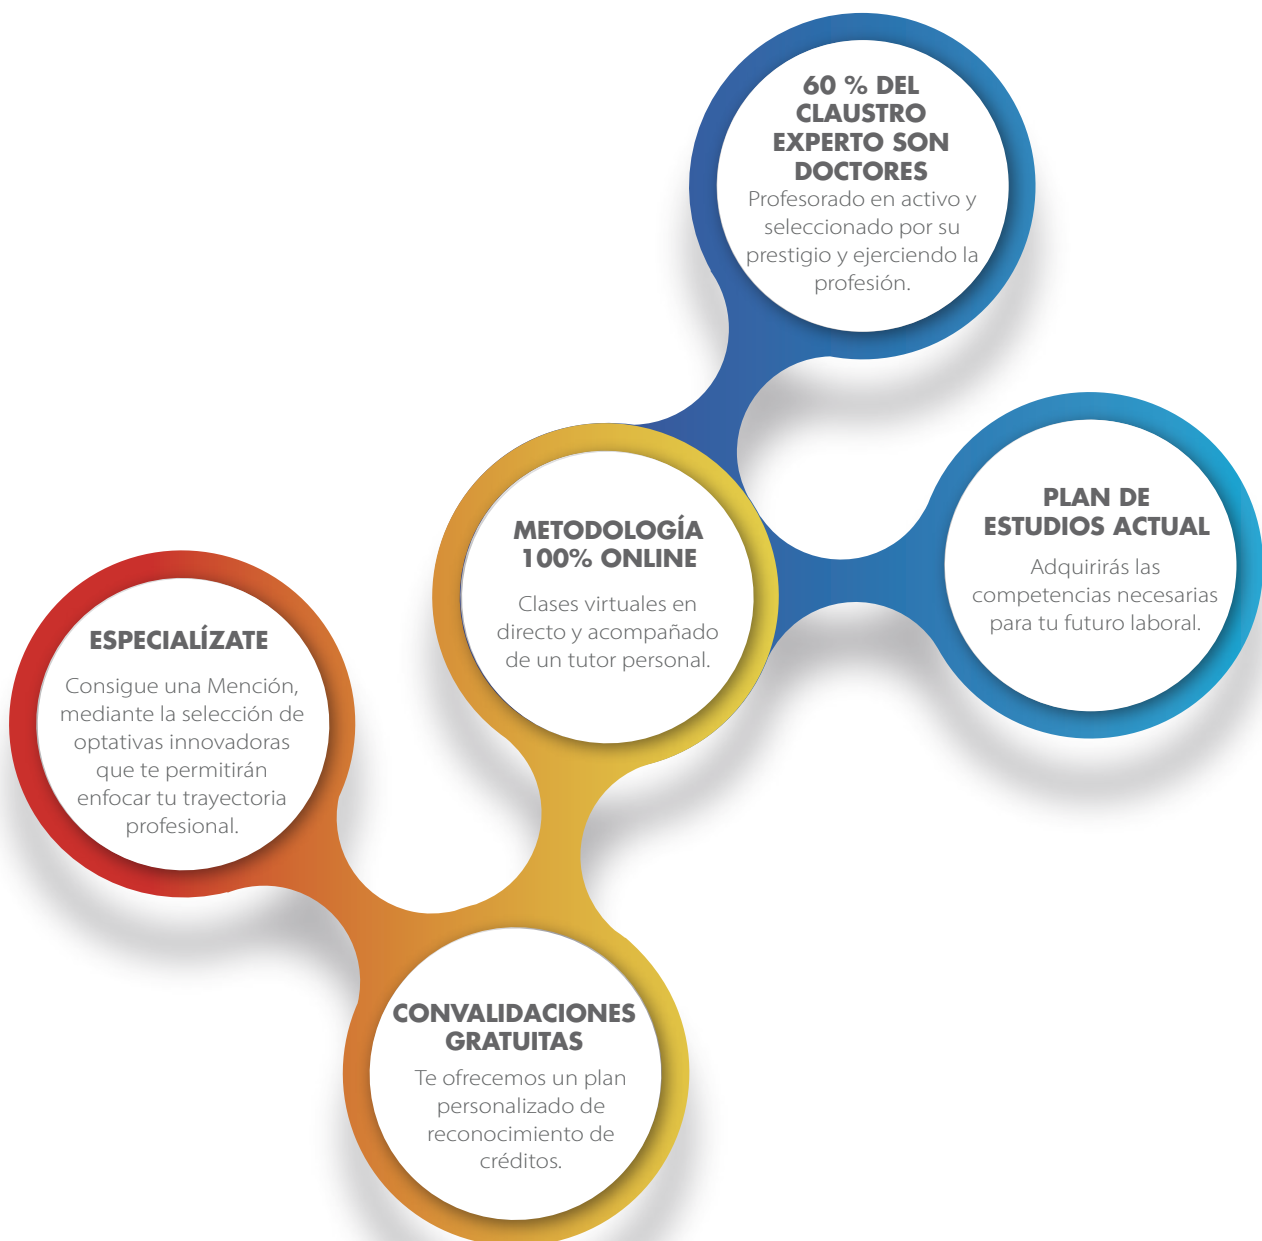 60 % DEL
CLAUSTRO
EXPERTO SON
DOCTORES
Profesorado en activo y
seleccionado por su
prestigio y ejerciendo la
profesión.
PLAN DE
ESTUDIOS ACTUAL
Adquirirás las
competencias necesarias
para tu futuro laboral.
METODOLOGÍA
100% ONLINE
Clases virtuales en
directo y acompañado
de un tutor personal.
ESPECIALÍZATE
Consigue una Mención,
mediante la selección de
optativas innovadoras
que te permitirán
enfocar tu trayectoria
profesional.
CONVALIDACIONES
GRATUITAS
Te ofrecemos un plan
personalizado de
reconocimiento de
créditos.